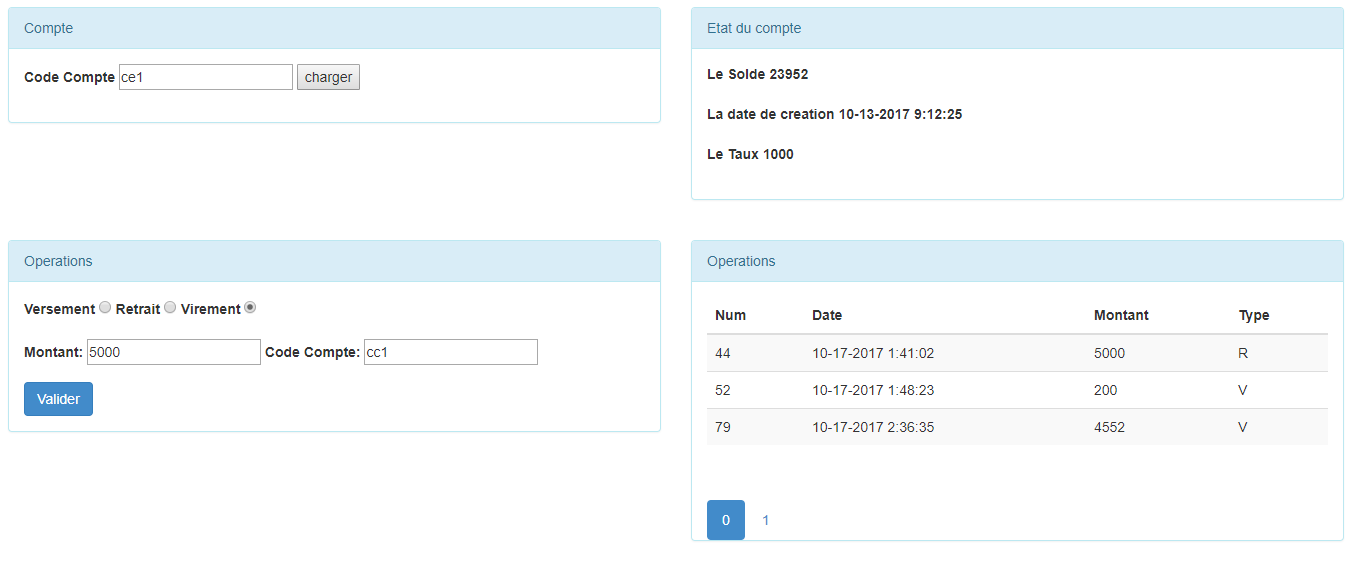 Compte
Code Compte ce1 charger
Etat du compte
Le Solde 23952
La date de creation 10-13-2017 9:12:25
Le Taux 1000
Operations
Versement Retrait Virement
Montant: 5000 Code Compte: cc1
Valider
Operations
Num Date Montant Type
44 10-17-2017 1:41:02 5000 R
52 10-17-2017 1:48:23 200 V
79 10-17-2017 2:36:35 4552 V
0 1